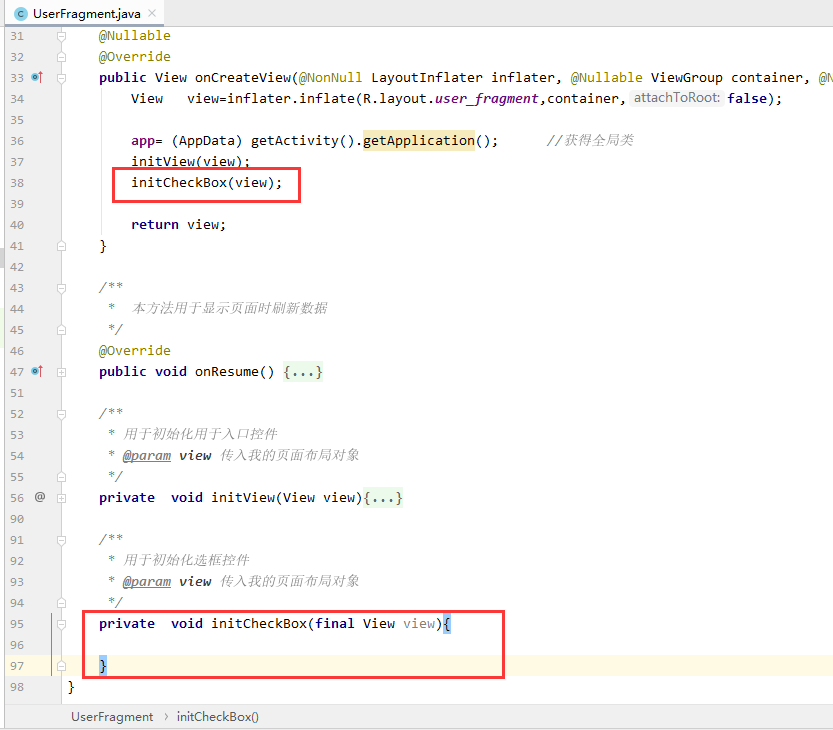 UserFragment.java
31 @Nullable
32 @Override
33 public View onCreateView(@NonNull LayoutInflater inflater, @Nullable ViewGroup container, @N
34 View view=inflater.inflate(R.layout.user_fragment,container, attachToRoot: false);
35
36 app= (AppData) getActivity().getApplication(); //获得全局类
37 initView(view);
38 initCheckBox(view);
39
40 return view;
41 }
42
43 /**
44 * 本方法用于显示页面时刷新数据
45 */
46 @Override
47 public void onResume() {...}
51
52 /**
53 * 用于初始化用于入口控件
54 * @param view 传入我的页面布局对象
55 */
56 @ private void initView(View view){...}
90
91 /**
92 * 用于初始化选框控件
93 * @param view 传入我的页面布局对象
94 */
95 private void initCheckBox(final View view){
96
97 }
98 }
UserFragment › initCheckBox()